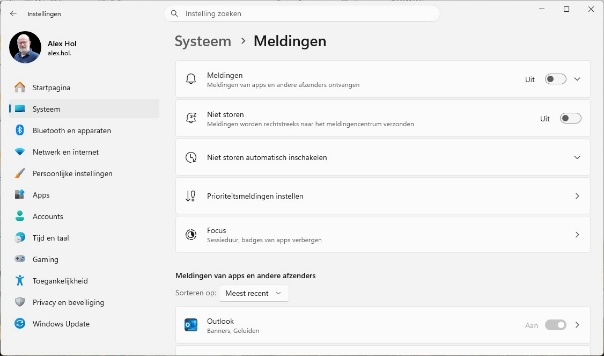 Instellingen
Instelling zoeken
Alex Hol
alex.hol.
Systeem > Meldingen
Startpagina
Systeem
Bluetooth en apparaten
Netwerk en internet
Persoonlijke instellingen
Apps
Accounts
Tijd en taal
Gaming
Toegankelijkheid
Privacy en beveiliging
Windows Update
Meldingen
Meldingen van apps en andere afzenders ontvangen
Uit
Niet storen
Meldingen worden rechtstreeks naar het meldingencentrum verzonden
Uit
Niet storen automatisch inschakelen
Prioriteitsmeldingen instellen
Focus
Sessieduur, badges van apps verbergen
Meldingen van apps en andere afzenders
Sorteren op: Meest recent
Outlook
Banners, Geluiden
Aan